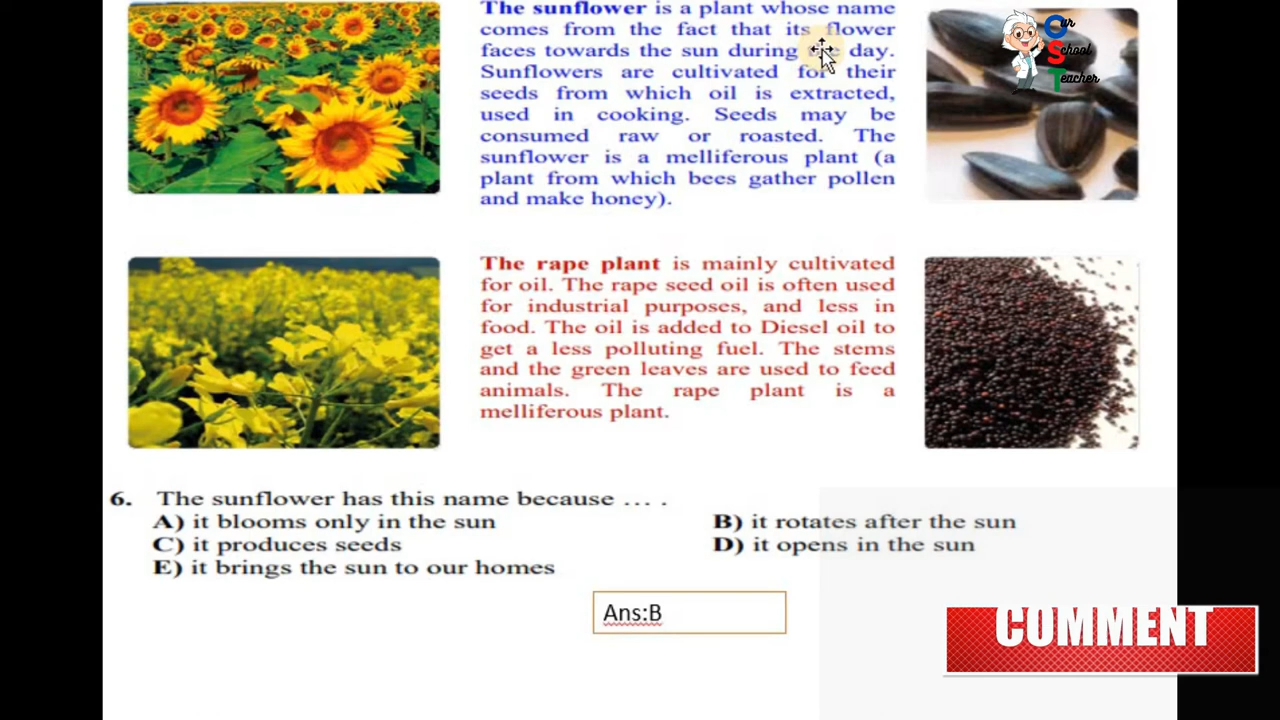 The sunflower is a plant whose name
comes from the fact that its flower
faces towards the sun during day.
Sunflowers are cultivated for their
seeds from which oil is extracted,
used in cooking. Seeds may be
consumed raw or roasted. The
sunflower is a melliferous plant (a
plant from which bees gather pollen
and make honey).
Our
School
Teacher
The rape plant is mainly cultivated
for oil. The rape seed oil is often used
for industrial purposes, and less in
food. The oil is added to Diesel oil to
get a less polluting fuel. The stems
and the green leaves are used to feed
animals. The rape plant is a
melliferous plant.
6. The sunflower has this name because … .
A) it blooms only in the sun
B) it rotates after the sun
C) it produces seeds
D) it opens in the sun
E) it brings the sun to our homes
Ans:B
COMMENT